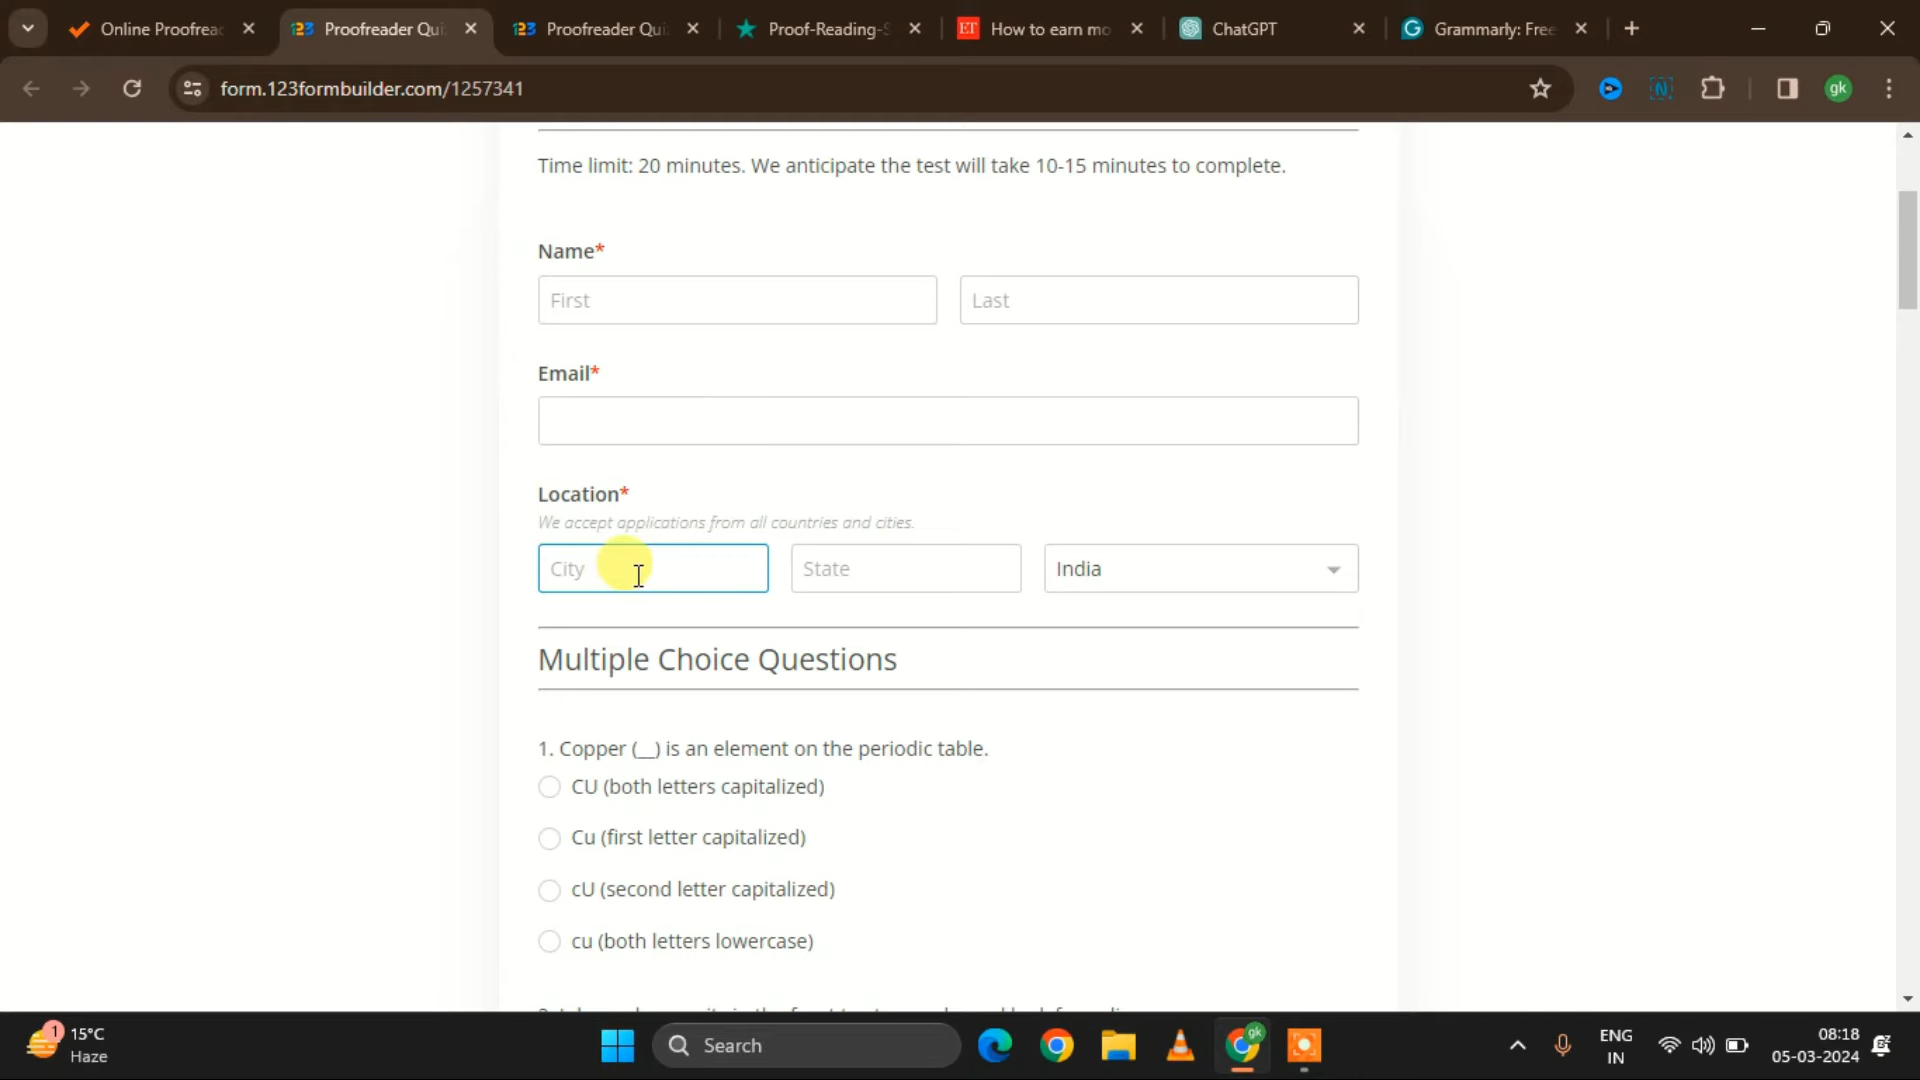 Online Proofreac
Proofreader Qui
Proofreader Qui
Proof-Reading-S
ET
How to earn mo
ChatGPT
Grammarly: Free
form.123formbuilder.com/1257341
gk
Time limit: 20 minutes. We anticipate the test will take 10-15 minutes to complete.
Name*
First
Last
Email*
Location*
We accept applications from all countries and cities.
City
State
India
Multiple Choice Questions
1. Copper (__) is an element on the periodic table.
CU (both letters capitalized)
Cu (first letter capitalized)
cU (second letter capitalized)
cu (both letters lowercase)
1
15°C
Haze
Search
gk
ENG
IN
08:18
05-03-2024